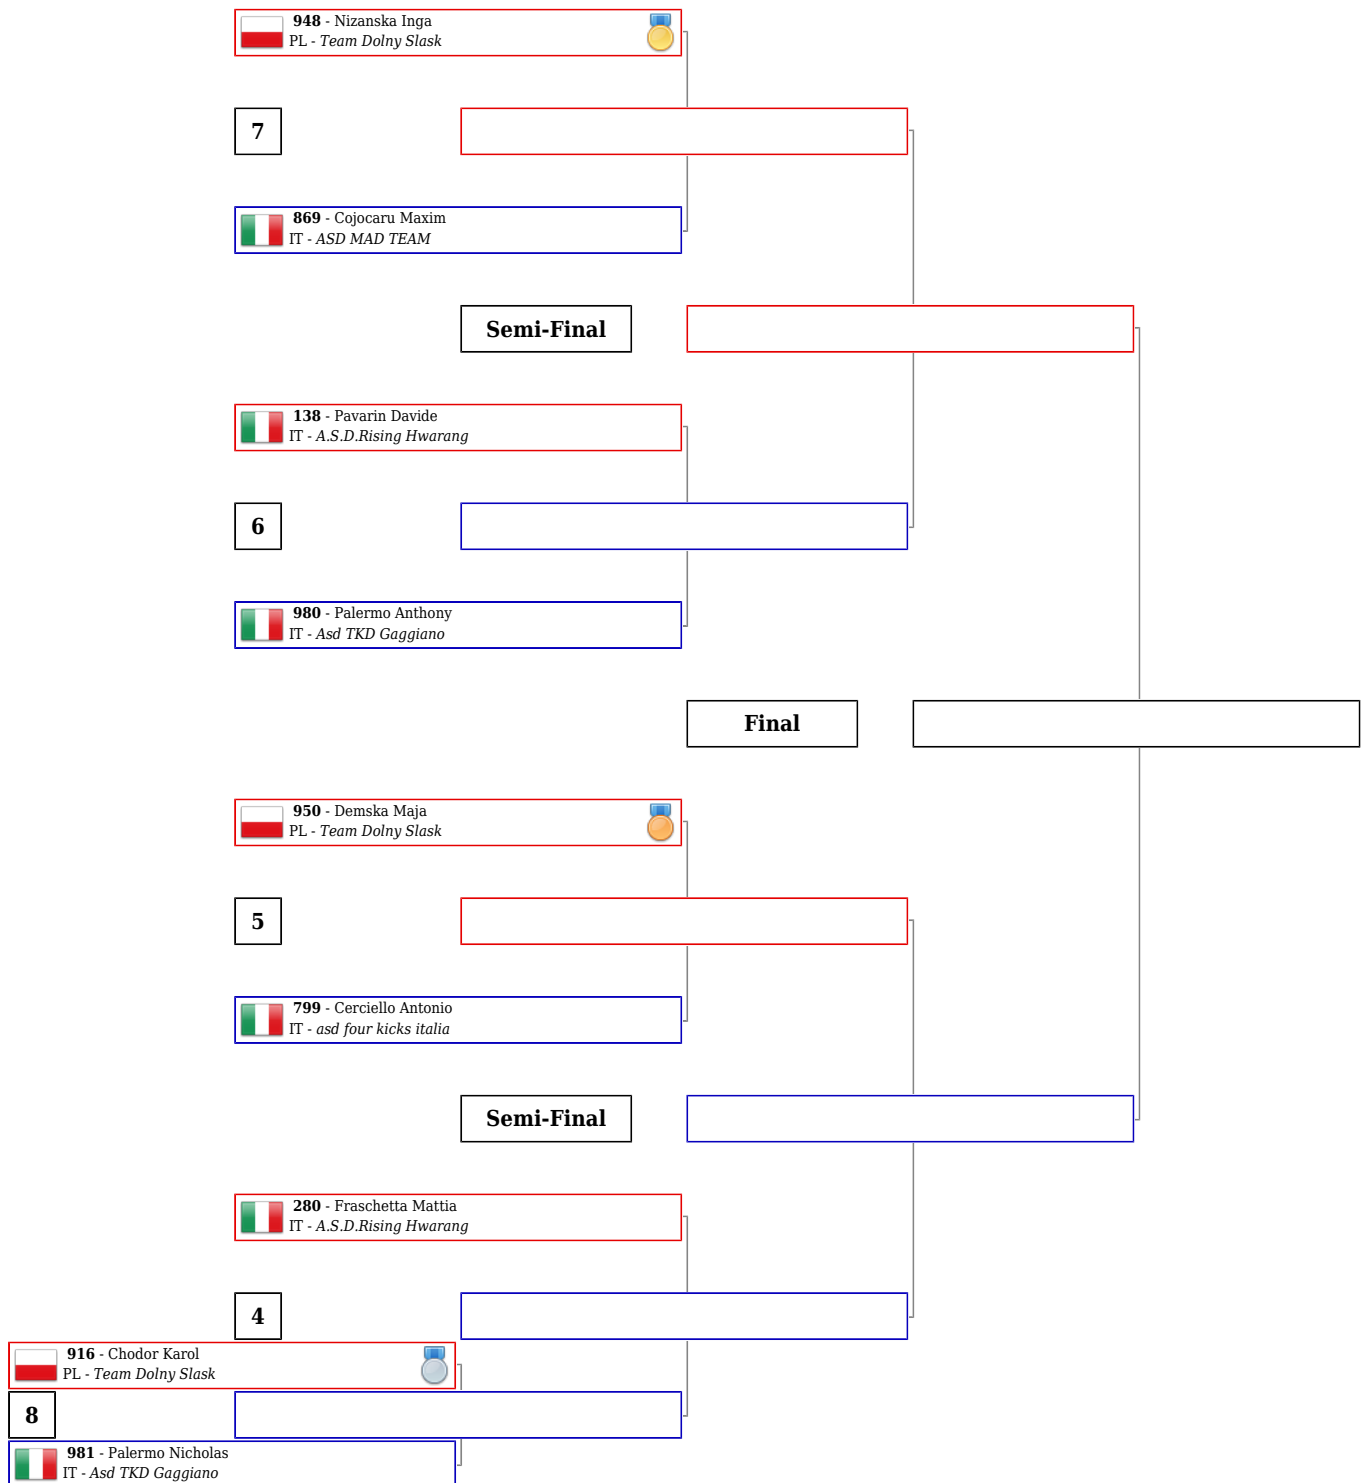 948 - Nizanska Inga
PL - Team Dolny Slask
7
869 - Cojocaru Maxim
IT - ASD MAD TEAM
Semi-Final
138 - Pavarin Davide
IT - A.S.D.Rising Hwarang
6
980 - Palermo Anthony
IT - Asd TKD Gaggiano
Final
950 - Demska Maja
PL - Team Dolny Slask
5
799 - Cerciello Antonio
IT - asd four kicks italia
Semi-Final
280 - Fraschetta Mattia
IT - A.S.D.Rising Hwarang
4
916 - Chodor Karol
PL - Team Dolny Slask
8
981 - Palermo Nicholas
IT - Asd TKD Gaggiano